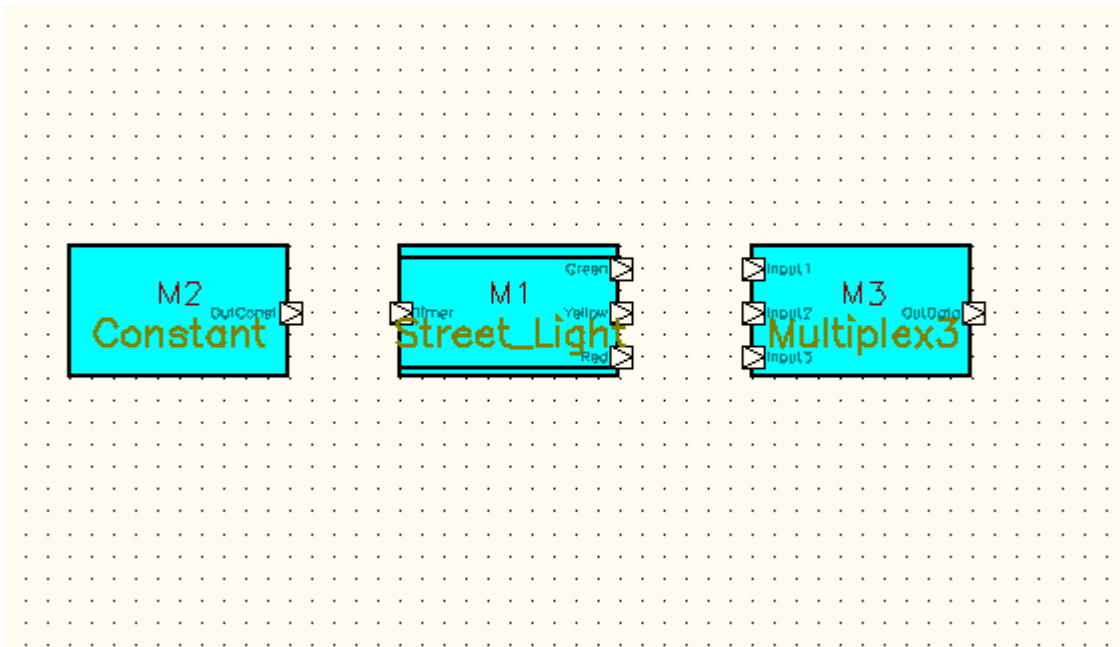 M2
OutConst
Constant
Green
M1
Timer
Yellow
Street_Light
Red
Input1
M3
Input2
OutData
Multiplex3
Input3